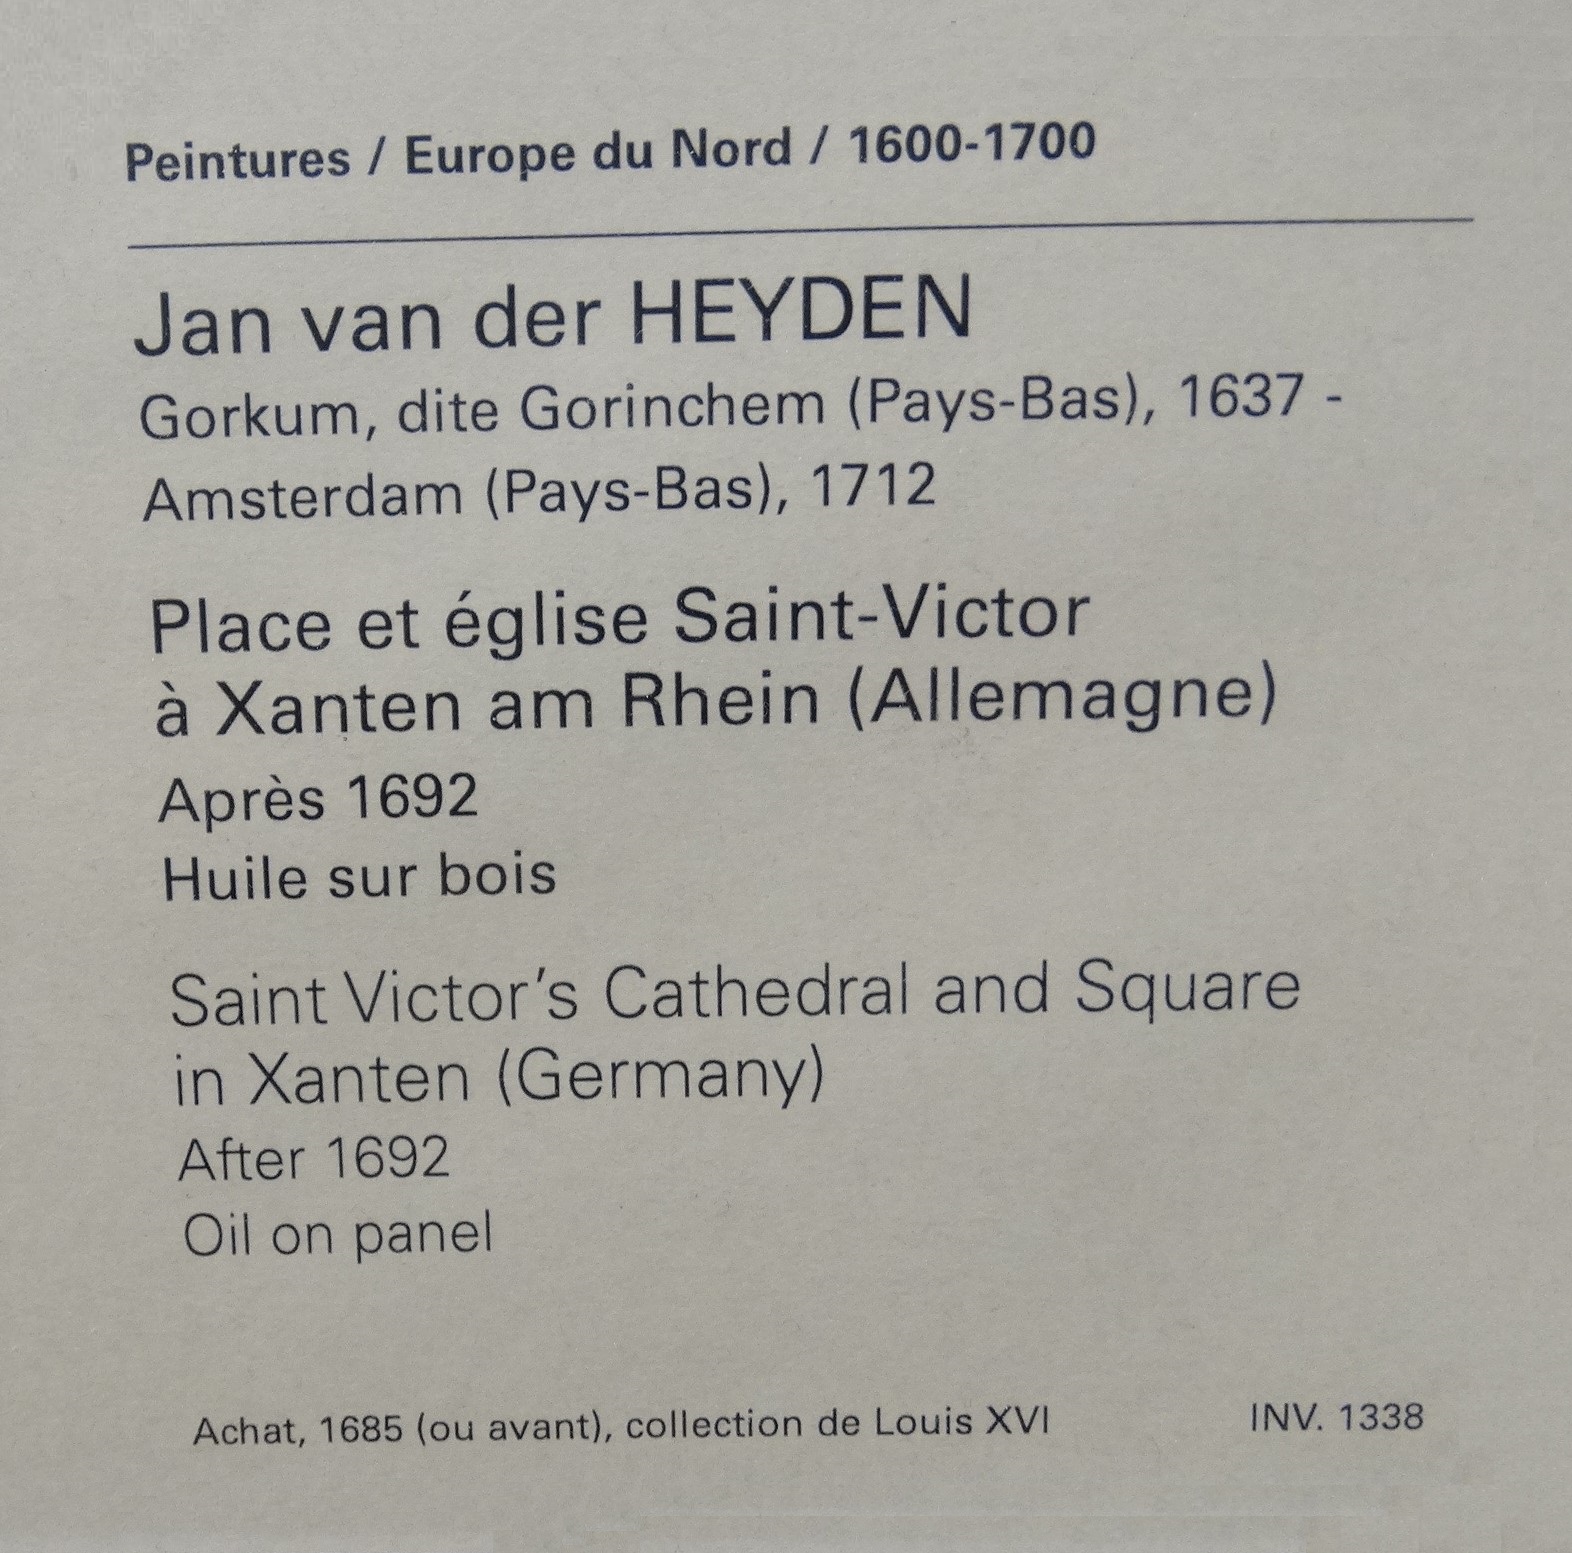 Peintures / Europe du Nord / 1600-1700
Jan van der HEYDEN
Gorkum, dite Gorinchem (Pays-Bas), 1637 -
Amsterdam (Pays-Bas), 1712
Place et église Saint-Victor
à Xanten am Rhein (Allemagne)
Après 1692
Huile sur bois
Saint Victor's Cathedral and Square
in Xanten (Germany)
After 1692
Oil on panel
Achat, 1685 (ou avant), collection de Louis XVI INV. 1338